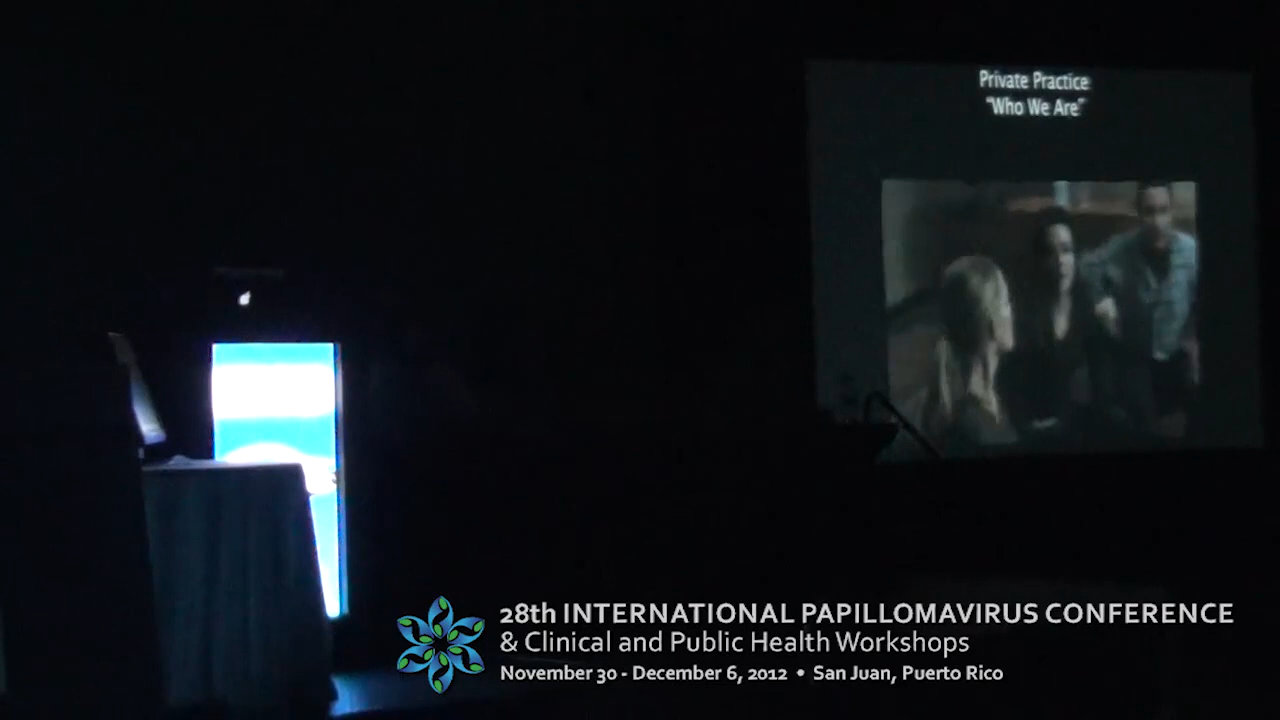 Private Practice
"Who We Are"
28th INTERNATIONAL PAPILLOMAVIRUS CONFERENCE
& Clinical and Public Health Workshops
November 30 - December 6, 2012 • San Juan, Puerto Rico